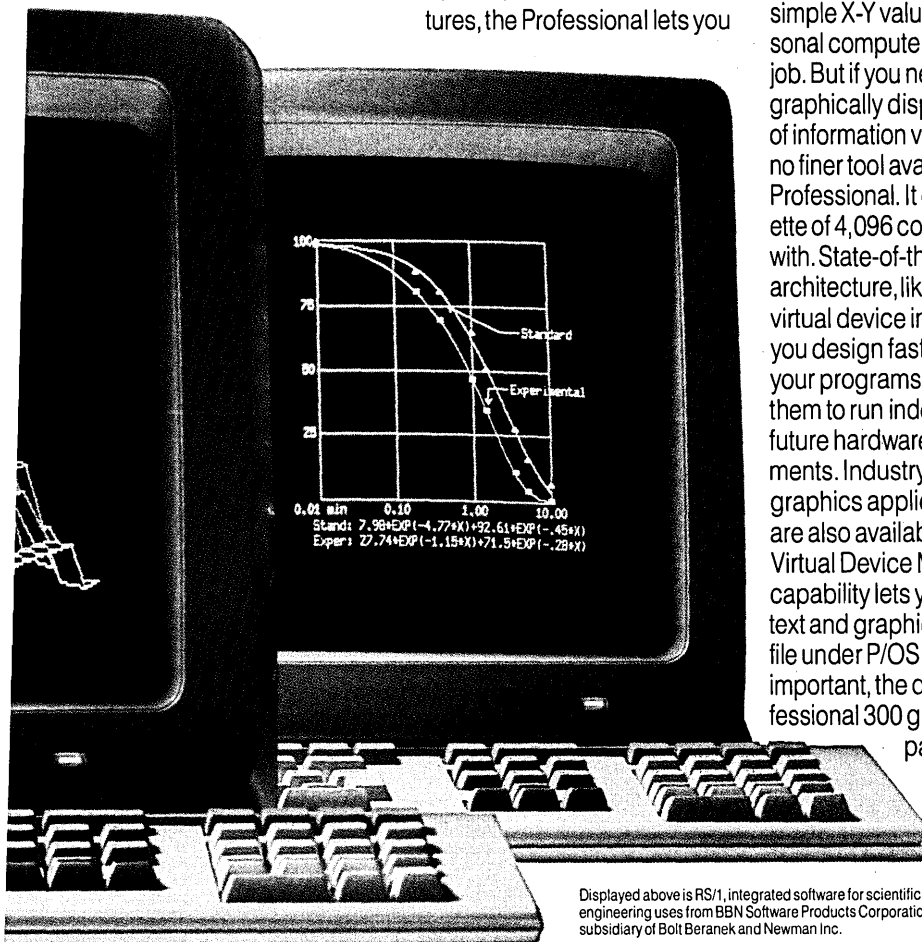 tures, the Professional lets you
100
75
50
25
Standard
Experimental
0.01 min 0.10 1.00 10.00
Stand: 7.98*EXP(-4.77*X)+92.61*EXP(-.45*X)
Exper: 27.74*EXP(-1.15*X)+71.5*EXP(-.28*X)
simple X-Y valu
sonal compute
job. But if you ne
graphically disp
of information v
no finer tool ava
Professional. It
ette of 4,096 co
with. State-of-th
architecture, lik
virtual device in
you design fast
your programs
them to run inde
future hardware
ments. Industry
graphics applic
are also availab
Virtual Device M
capability lets y
text and graphic
file under P/OS
important, the
fessional 300 g
pa
Displayed above is RS/1, integrated software for scientific
engineering uses from BBN Software Products Corporatio
subsidiary of Bolt Beranek and Newman Inc.